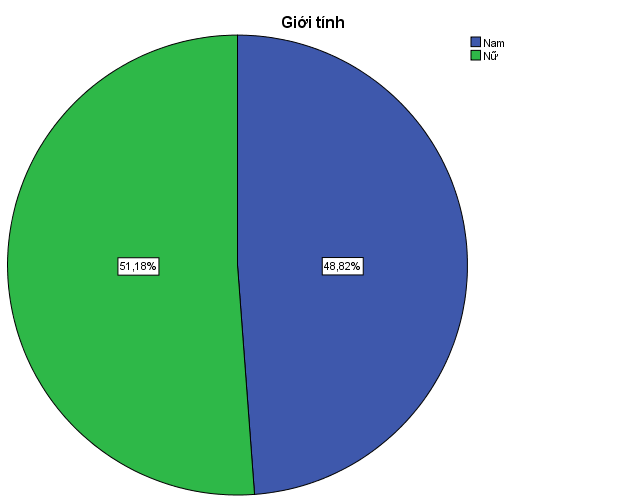 Giới tính
Nam
Nữ
51,18%
48,82%